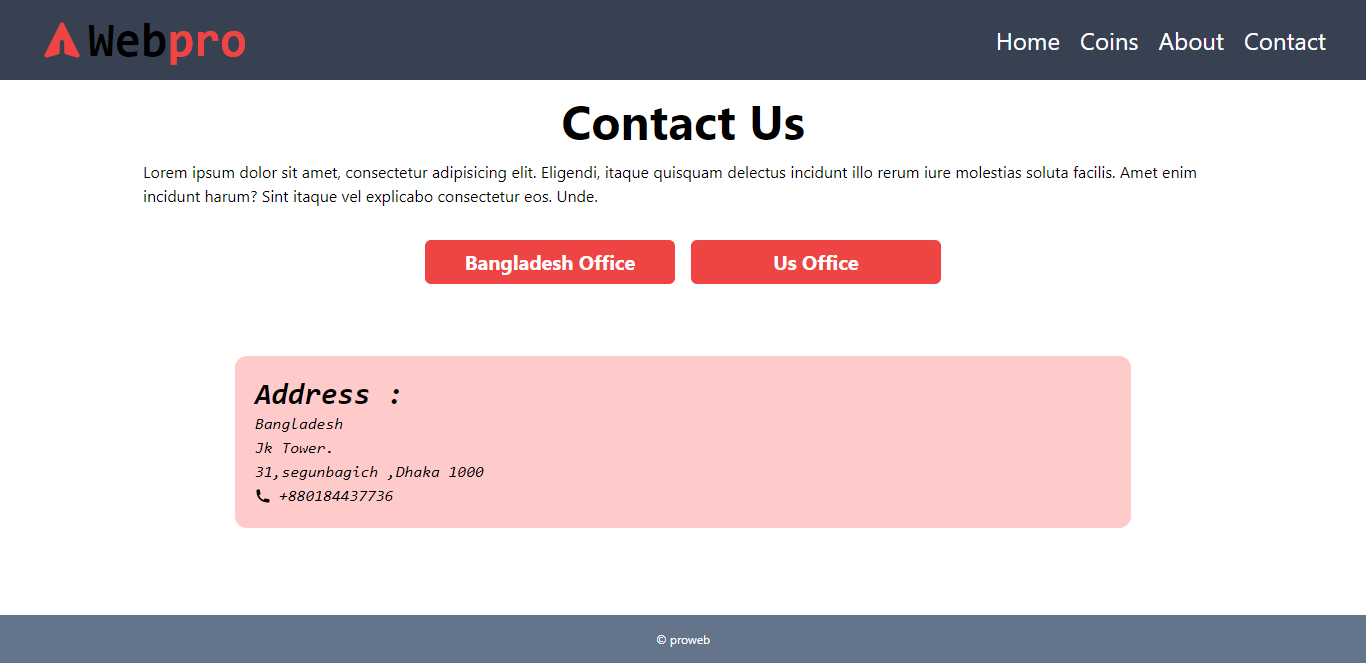 Webpro
Home Coins About Contact
Contact Us
Lorem ipsum dolor sit amet, consectetur adipisicing elit. Eligendi, itaque quisquam delectus incidunt illo rerum iure molestias soluta facilis. Amet enim
incidunt harum? Sint itaque vel explicabo consectetur eos. Unde.
Bangladesh Office
Us Office
Address :
Bangladesh
Jk Tower.
31,segunbagich ,Dhaka 1000
+880184437736
© proweb